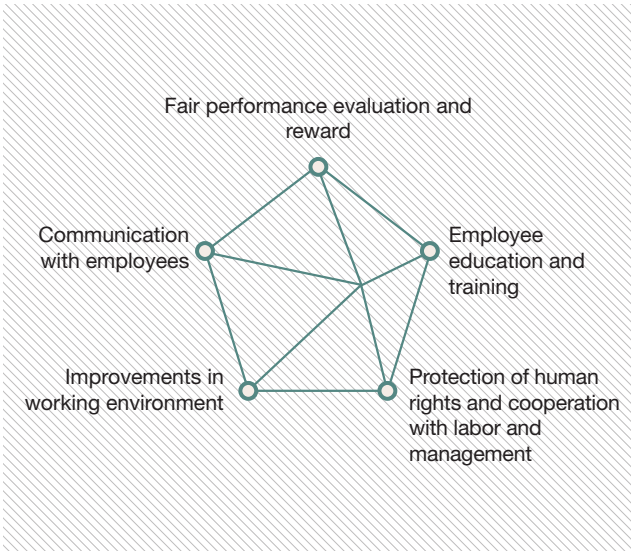 Fair performance evaluation and
reward
Communication
with employees
Employee
education and
training
Improvements in
working environment
Protection of human
rights and cooperation
with labor and
management